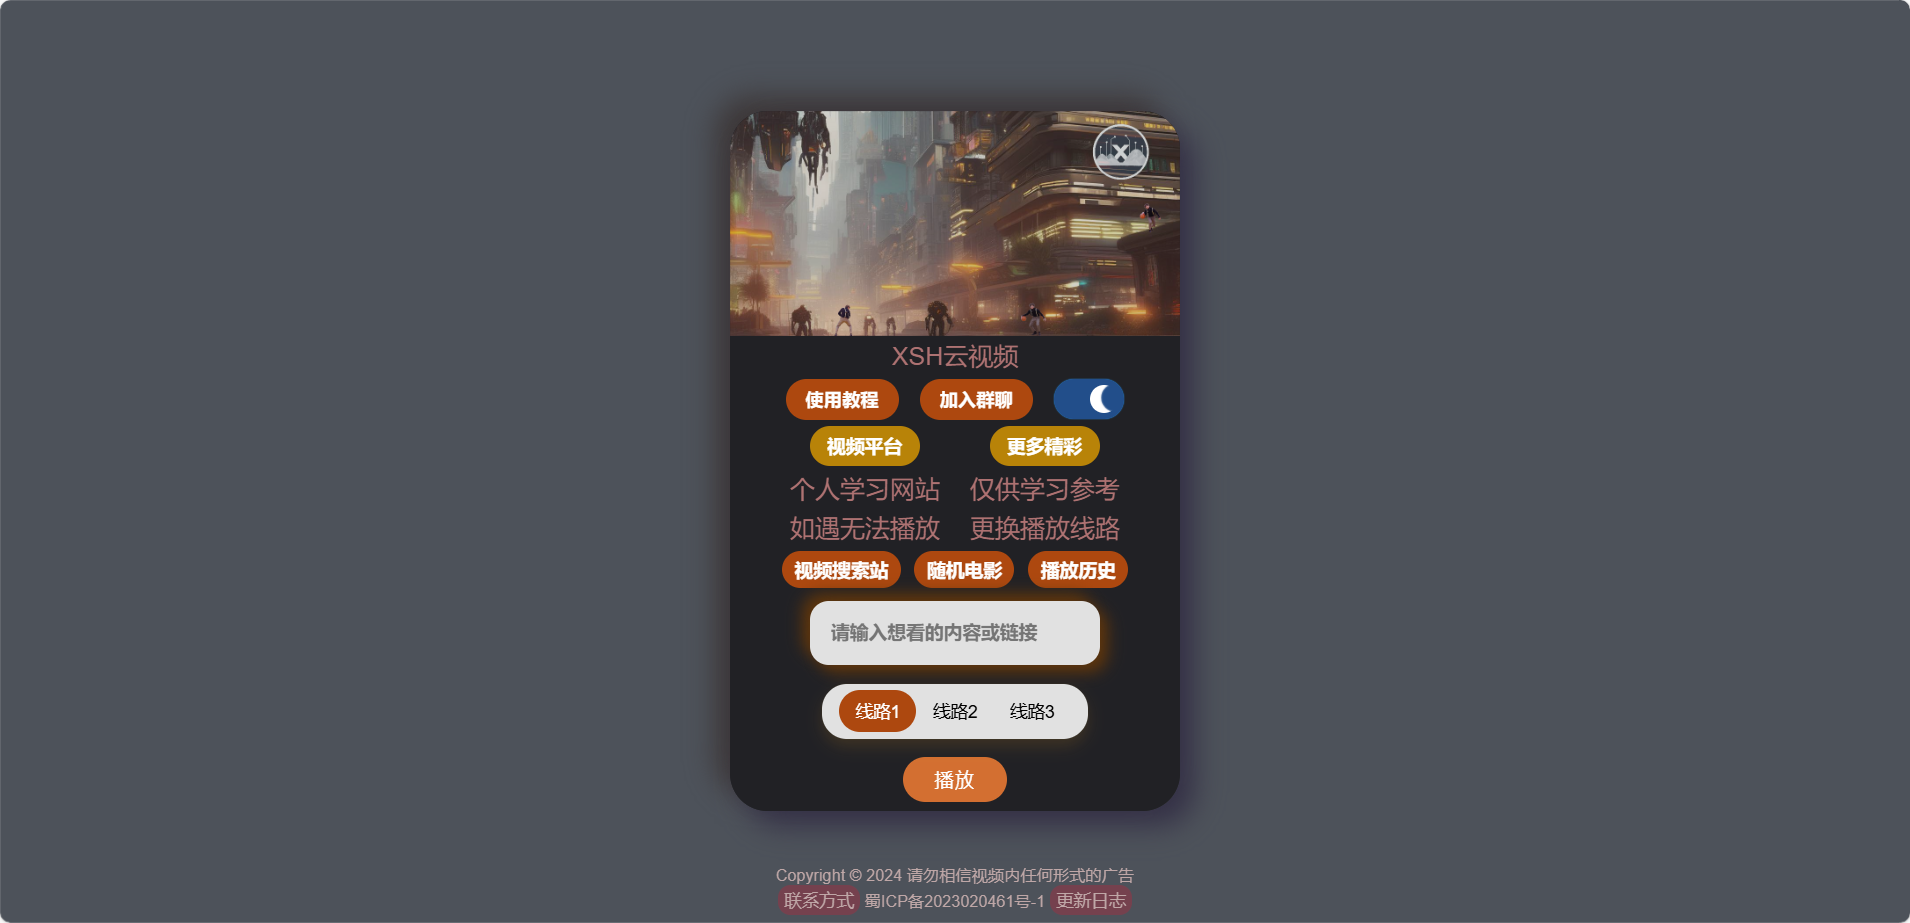 XSH云视频
使用教程 加入群聊
视频平台 更多精彩
个人学习网站 仅供学习参考
如遇无法播放 更换播放线路
视频搜索站 随机电影 播放历史
请输入想看的内容或链接
线路1 线路2 线路3
播放
Copyright © 2024 请勿相信视频内任何形式的广告
联系方式 蜀ICP备2023020461号-1 更新日志